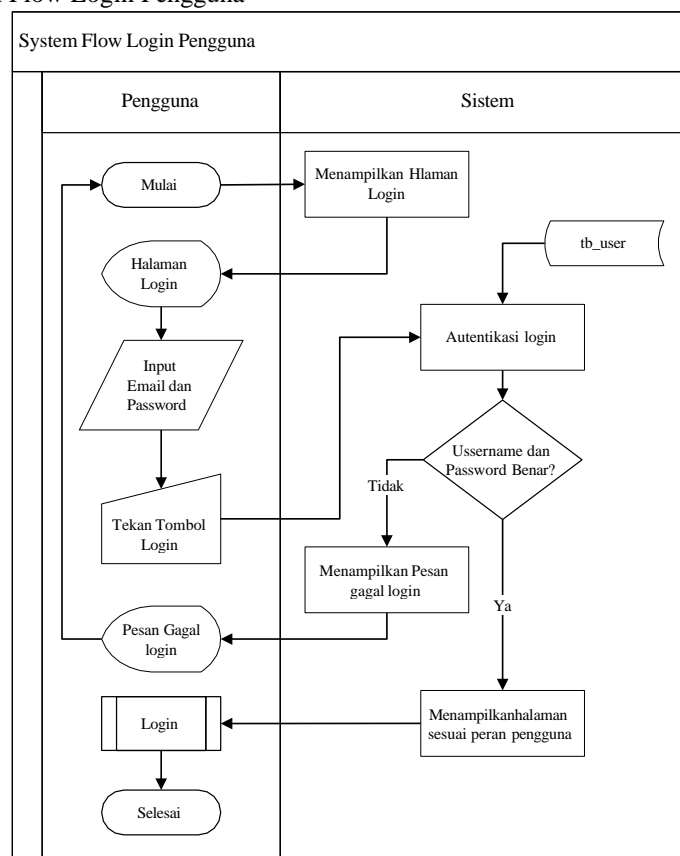 Flow Login Pengguna
System Flow Login Pengguna
Pengguna
Sistem
Mulai
Menampilkan Hlaman
Login
Halaman
Login
tb_user
Input
Email dan
Password
Autentikasi login
Ussername dan
Password Benar?
Tidak
Tekan Tombol
Login
Menampilkan Pesan
gagal login
Ya
Pesan Gagal
login
Login
Menampilkanhalaman
sesuai peran pengguna
Selesai